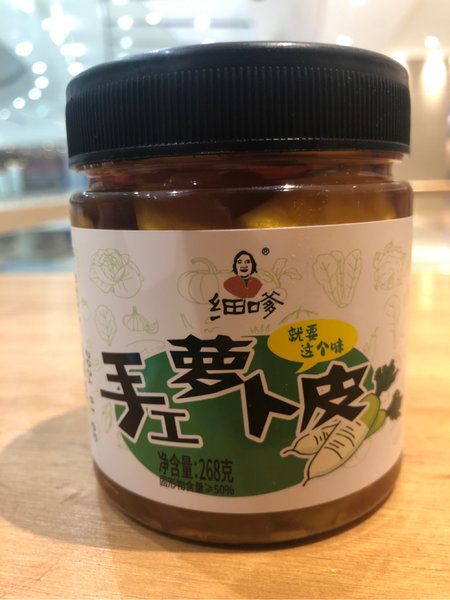 ®
细嗲
就要
这个味
手工萝卜皮
净含量:268克
固形物含量≥50%